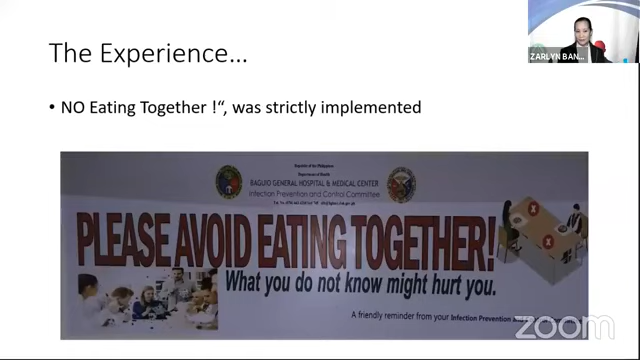 The Experience...
ZARLYN BAN...
• NO Eating Together !“, was strictly implemented
Republic of the Philippines
Department of Health
BAGUIO GENERAL HOSPITAL & MEDICAL CENTER
Infection Prevention and Control Committee
PLEASE AVOID EATING TOGETHER!
What you do not know might hurt you.
A friendly reminder from your Infection Prevention
zoom